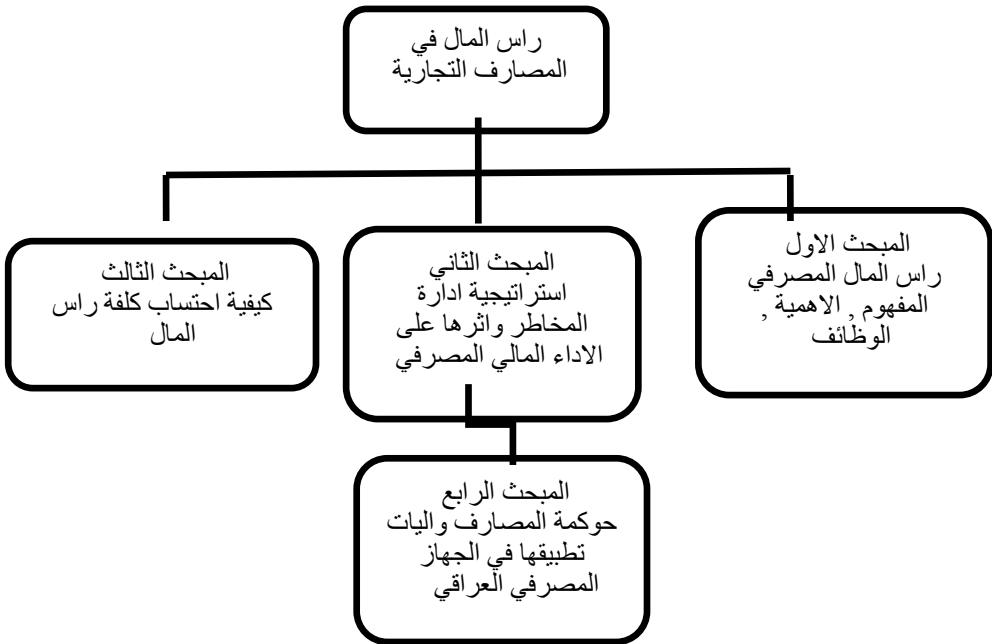 راس المال في
المصارف التجارية
المبحث الاول
راس المال المصرفي
المفهوم , الاهمية ,
الوظائف
المبحث الثاني
استراتيجية ادارة
المخاطر واثرها على
الاداء المالي المصرفي
المبحث الثالث
كيفية احتساب كلفة راس
المال
المبحث الرابع
حوكمة المصارف واليات
تطبيقها في الجهاز
المصرفي العراقي